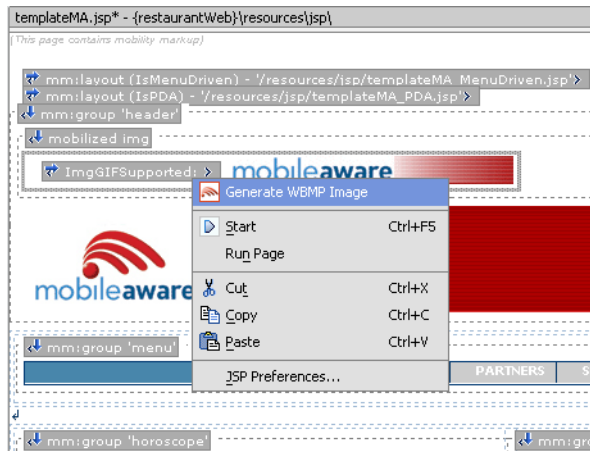 templateMA.jsp* - {restaurantWeb}\resources\jsp\
(This page contains mobility markup)
mm:layout (IsMenuDriven) - '/resources/jsp/templateMA_MenuDriven.jsp'>
mm:layout (IsPDA) - '/resources/jsp/templateMA_PDA.jsp'>
mm:group 'header'
mobilized img
ImgGIFSupported: > mobileaware
Generate WBMP Image
Start Ctrl+F5
Run Page
mobileaware
Cut Ctrl+X
Copy Ctrl+C
Paste Ctrl+V
mm:group 'menu'
JSP Preferences...
PARTNERS S
mm:group 'horoscope'
mm:gro